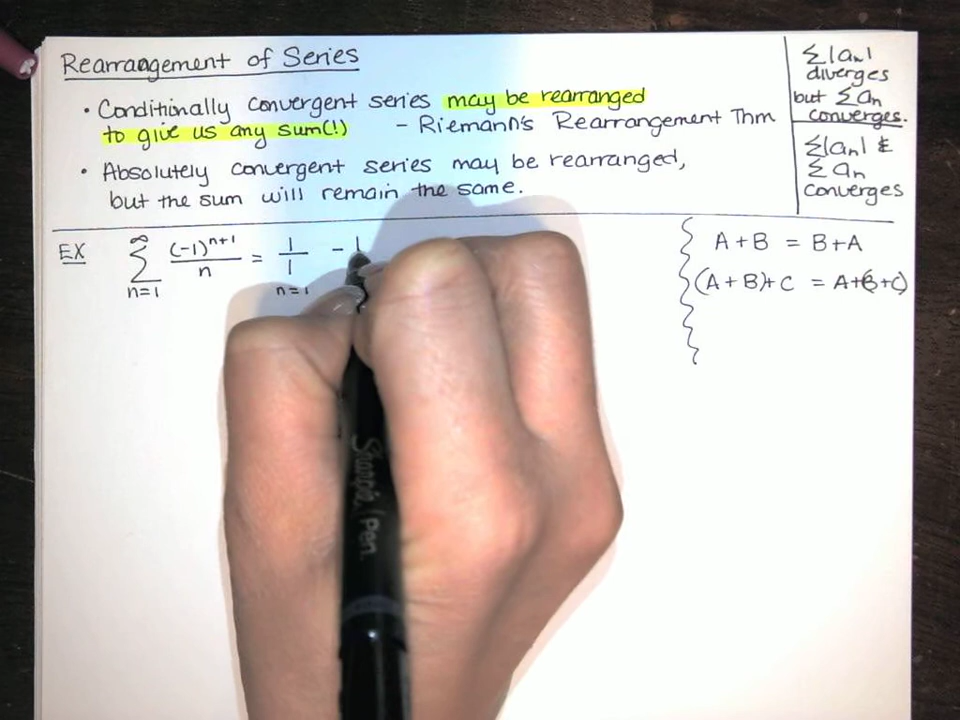 Rearrangement of Series
• Conditionally convergent series may be rearranged
to give us any sum(!) - Riemann's Rearrangement Thm
• Absolutely convergent series may be rearranged,
but the sum will remain the same.
Σ|aₙ|
diverges
but Σaₙ
converges.
Σ|aₙ| &
Σaₙ
converges
EX ∞ Σ n=1 (-1)ⁿ⁺¹/n = 1/1 - 1
n=1
A+B = B+A
(A+B)+C = A+(B+C)
Sharpie/Pen